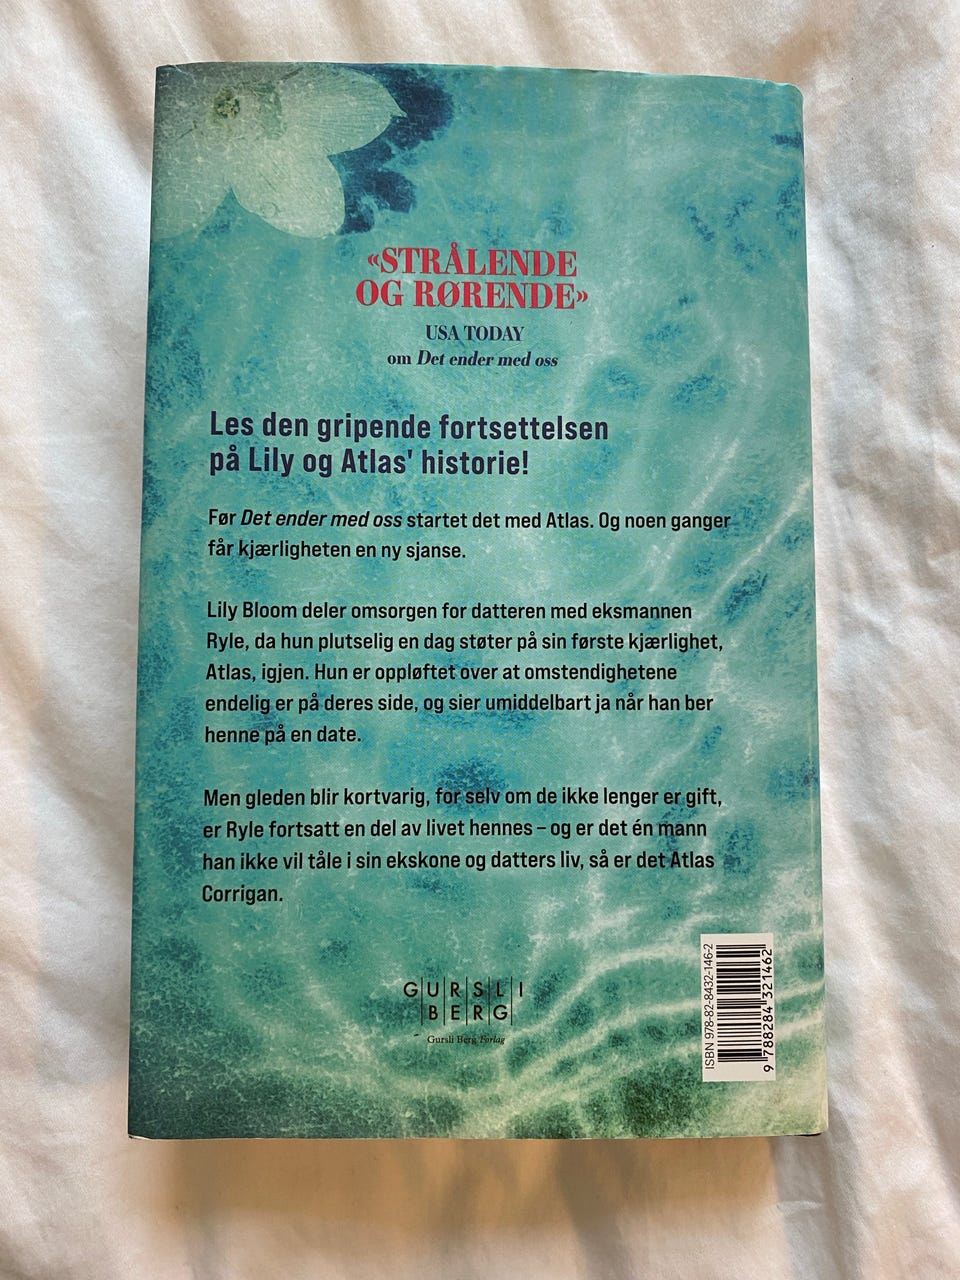 «STRÅLENDE
OG RØRENDE»
USA TODAY
om Det ender med oss
Les den gripende fortsettelsen
på Lily og Atlas' historie!
Før Det ender med oss startet det med Atlas. Og noen ganger
får kjærligheten en ny sjanse.
Lily Bloom deler omsorgen for datteren med eksmannen
Ryle, da hun plutselig en dag støter på sin første kjærlighet,
Atlas, igjen. Hun er oppløftet over at omstendighetene
endelig er på deres side, og sier umiddelbart ja når han ber
henne på en date.
Men gleden blir kortvarig, for selv om de ikke lenger er gift,
er Ryle fortsatt en del av livet hennes – og er det én mann
han ikke vil tåle i sin ekskone og datters liv, så er det Atlas
Corrigan.
GURSLI
BERG
Gursli Berg Forlag
ISBN 978-82-8432-146-2
9 788284 321462